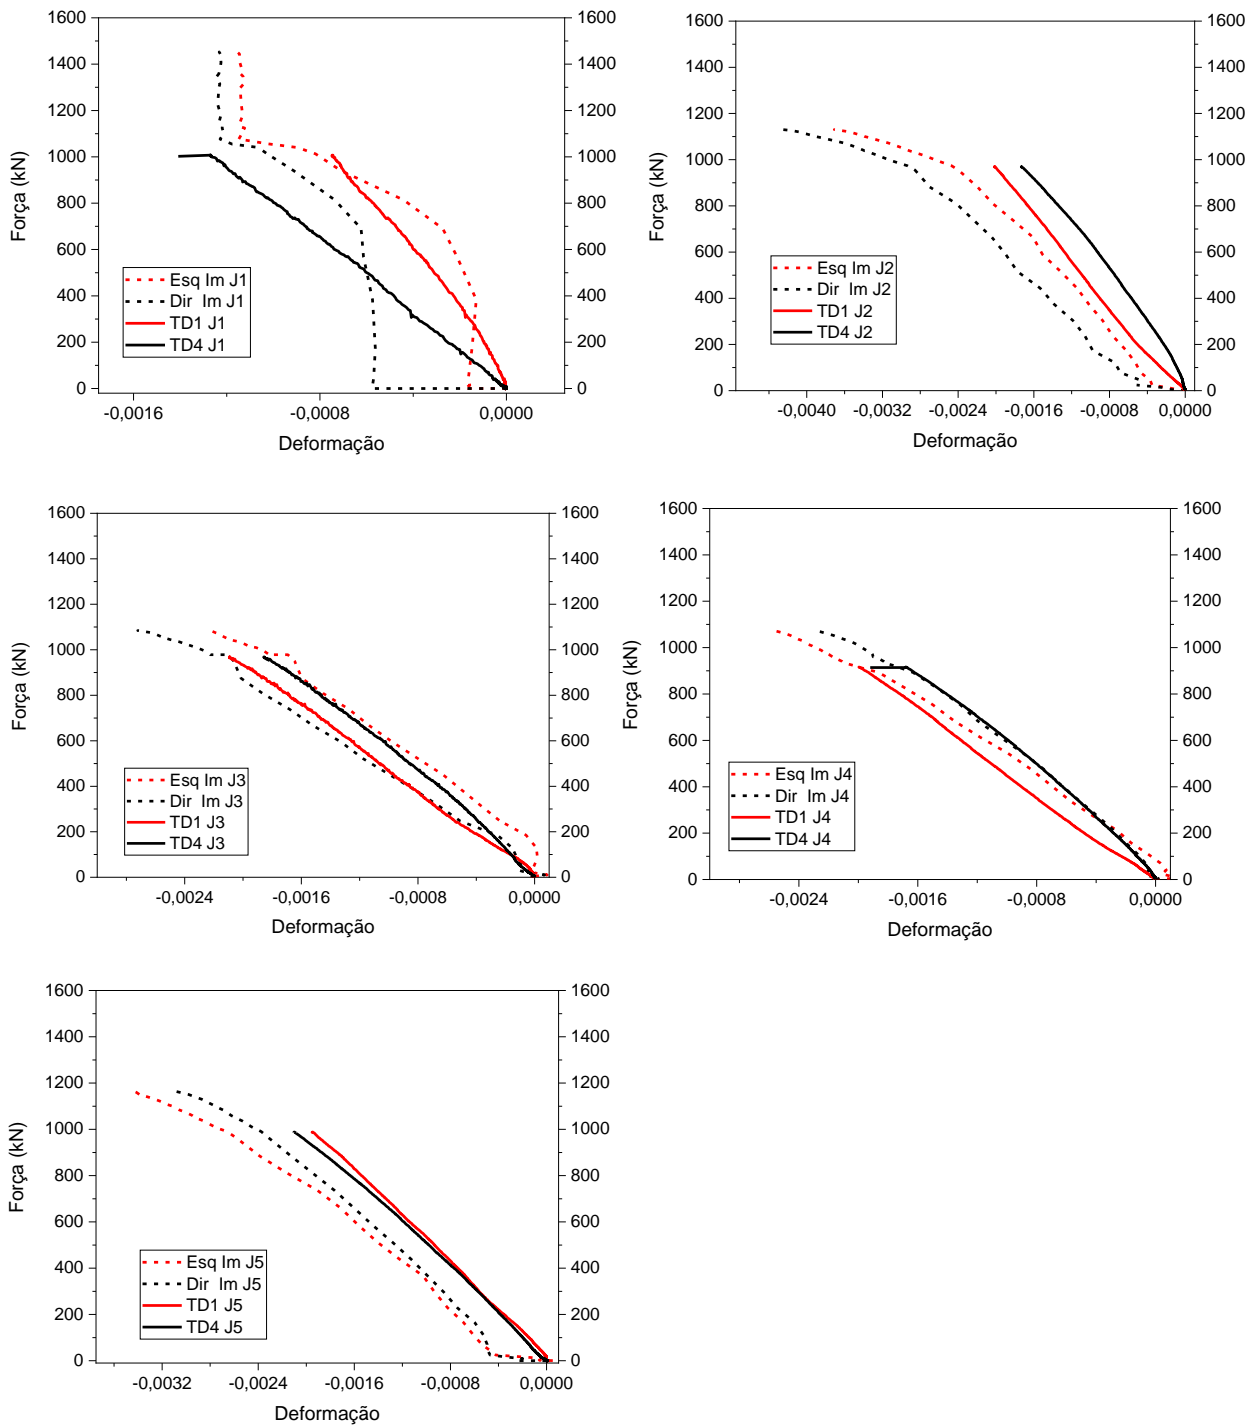 1600
1400
1200
1000
800
600
400
200
0
1600
1400
1200
1000
800
600
400
200
0
Força (kN)
Esq Im J1
Dir Im J1
TD1 J1
TD4 J1
-0,0016 -0,0008 0,0000
Deformação
1600
1400
1200
1000
800
600
400
200
0
1600
1400
1200
1000
800
600
400
200
0
Força (kN)
Esq Im J2
Dir Im J2
TD1 J2
TD4 J2
-0,0040 -0,0032 -0,0024 -0,0016 -0,0008 0,0000
Deformação
1600
1400
1200
1000
800
600
400
200
0
1600
1400
1200
1000
800
600
400
200
0
Força (kN)
Esq Im J3
Dir Im J3
TD1 J3
TD4 J3
-0,0024 -0,0016 -0,0008 0,0000
Deformação
1600
1400
1200
1000
800
600
400
200
0
1600
1400
1200
1000
800
600
400
200
0
Força (kN)
Esq Im J4
Dir Im J4
TD1 J4
TD4 J4
-0,0024 -0,0016 -0,0008 0,0000
Deformação
1600
1400
1200
1000
800
600
400
200
0
1600
1400
1200
1000
800
600
400
200
0
Força (kN)
Esq Im J5
Dir Im J5
TD1 J5
TD4 J5
-0,0032 -0,0024 -0,0016 -0,0008 0,0000
Deformação